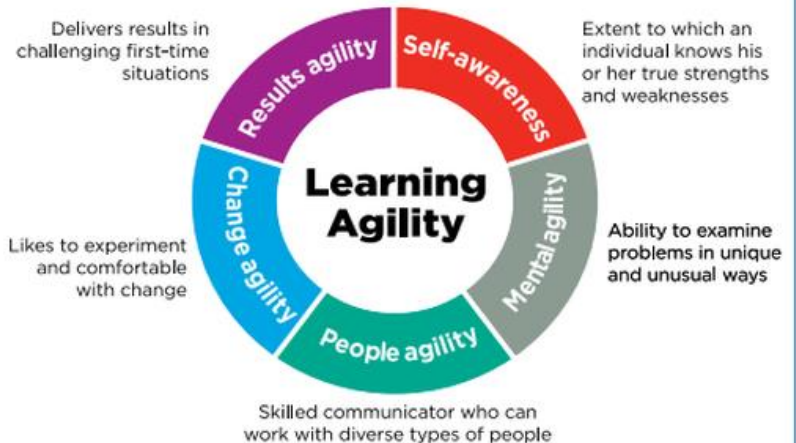 Delivers results in
challenging first-time
situations
Results agility
Self-awareness
Extent to which an
individual knows his
or her true strengths
and weaknesses
Learning
Agility
Change agility
Mental agility
Likes to experiment
and comfortable
with change
Ability to examine
problems in unique
and unusual ways
People agility
Skilled communicator who can
work with diverse types of people